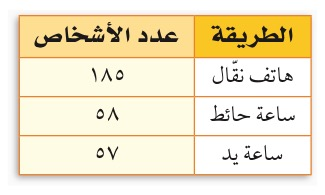 الطريقة عدد الأشخاص
هاتف نقّال ١٨٥
ساعة حائط ٥٨
ساعة يد ٥٧